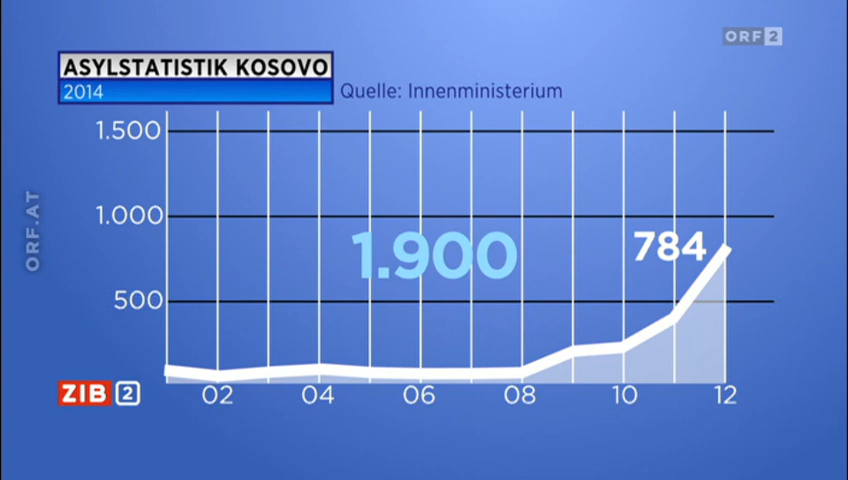 ORF 2
ASYLSTATISTIK KOSOVO
2014
Quelle: Innenministerium
1.500
1.000
500
1.900
784
ORF.AT
ZIB 2
02 04 06 08 10 12